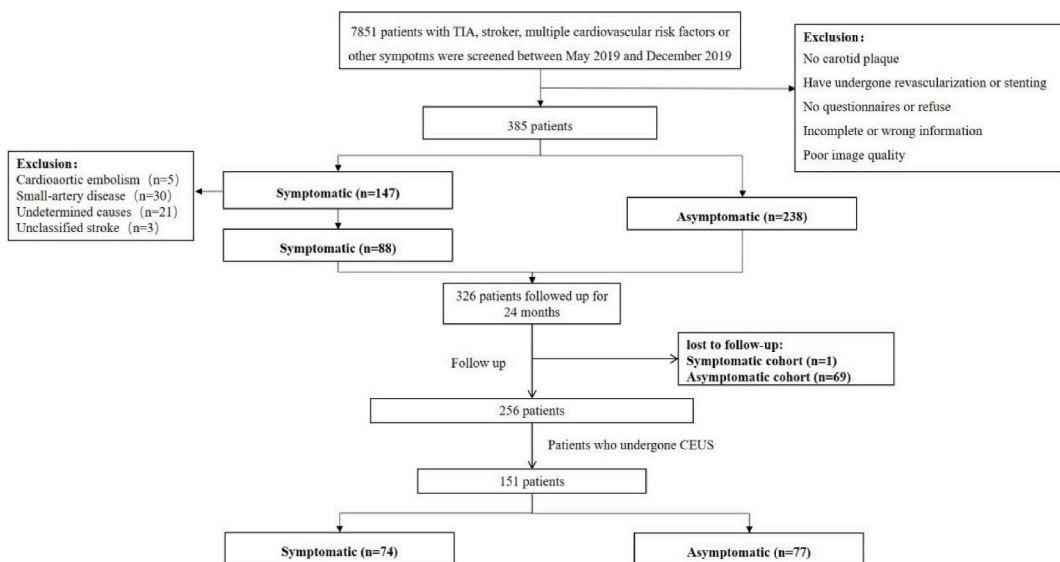 7851 patients with TIA, stroker, multiple cardiovascular risk factors or
other sypotms were screened between May 2019 and December 2019
Exclusion：
No carotid plaque
Have undergone revascularization or stenting
No questionnaires or refuse
Incomplete or wrong information
Poor image quality
385 patients
Exclusion：
Cardioaortic embolism（n=5）
Small-artery disease（n=30）
Undetermined causes（n=21）
Unclassified stroke（n=3）
Symptomatic (n=147)
Asymptomatic (n=238)
Symptomatic (n=88)
326 patients followed up for
24 months
Follow up
lost to follow-up:
Symptomatic cohort (n=1)
Asymptomatic cohort (n=69)
256 patients
Patients who undergone CEUS
151 patients
Symptomatic (n=74)
Asymptomatic (n=77)